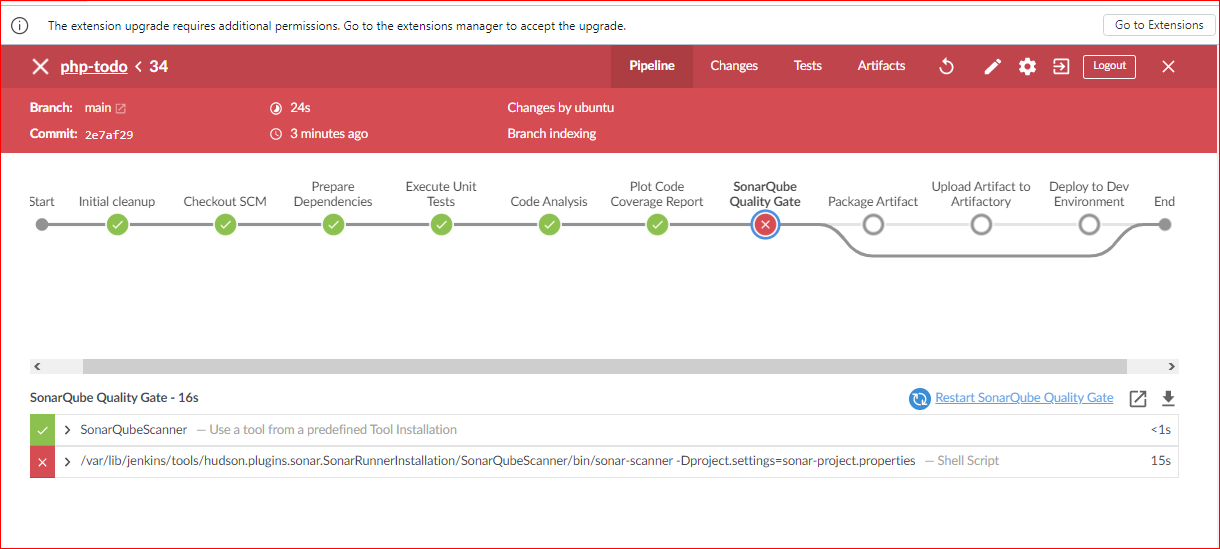 The extension upgrade requires additional permissions. Go to the extensions manager to accept the upgrade.
Go to Extensions
php-todo < 34
Pipeline
Changes
Tests
Artifacts
Logout
Branch: main
24s
Changes by ubuntu
Commit: 2e7af29
3 minutes ago
Branch indexing
Start
Initial cleanup
Checkout SCM
Prepare
Dependencies
Execute Unit
Tests
Code Analysis
Plot Code
Coverage Report
SonarQube
Quality Gate
Package Artifact
Upload Artifact to
Artifactory
Deploy to Dev
Environment
End
SonarQube Quality Gate - 16s
Restart SonarQube Quality Gate
SonarQubeScanner — Use a tool from a predefined Tool Installation
<1s
/var/lib/jenkins/tools/hudson.plugins.sonar.SonarRunnerInstallation/SonarQubeScanner/bin/sonar-scanner -Dproject.settings=sonar-project.properties — Shell Script
15s